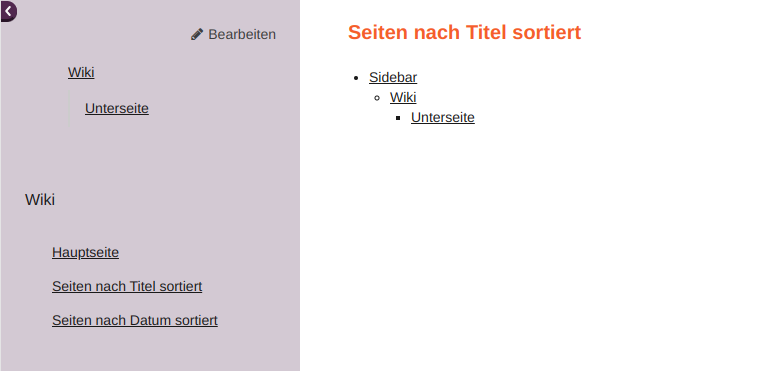 Bearbeiten
Wiki
Unterseite
Wiki
Hauptseite
Seiten nach Titel sortiert
Seiten nach Datum sortiert
Seiten nach Titel sortiert
Sidebar
Wiki
Unterseite